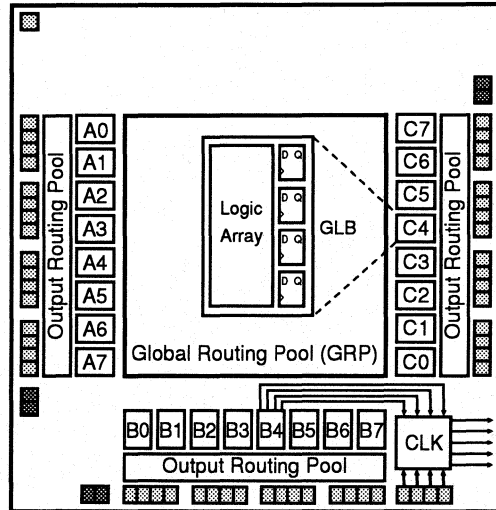 Output Routing Pool
A0
A1
A2
A3
A4
A5
A6
A7
Logic
Array
D Q
D Q
D Q
D Q
GLB
Global Routing Pool (GRP)
C7
C6
C5
C4
C3
C2
C1
C0
Output Routing Pool
B0 B1 B2 B3 B4 B5 B6 B7
CLK
Output Routing Pool